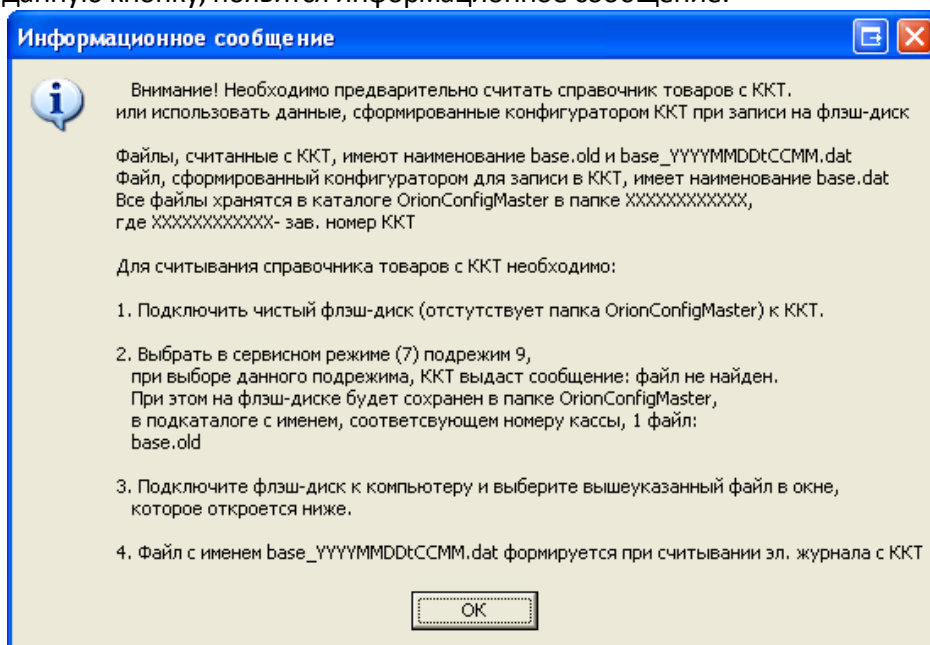 данную кнопку, появится информационное сообщение:
Информационное сообщение
Внимание! Необходимо предварительно считать справочник товаров с ККТ.
или использовать данные, сформированные конфигуратором ККТ при записи на флэш-диск
Файлы, считанные с ККТ, имеют наименование base.old и base_YYYYMMDDtCCMM.dat
Файл, сформированный конфигуратором для записи в ККТ, имеет наименование base.dat
Все файлы хранятся в каталоге OrionConfigMaster в папке XXXXXXXXXXXX,
где XXXXXXXXXXXX- зав. номер ККТ
Для считывания справочника товаров с ККТ необходимо:
1. Подключить чистый флэш-диск (отстутствует папка OrionConfigMaster) к ККТ.
2. Выбрать в сервисном режиме (7) подрежим 9,
при выборе данного подрежима, ККТ выдаст сообщение: файл не найден.
При этом на флэш-диске будет сохранен в папке OrionConfigMaster,
в подкаталоге с именем, соответсвующем номеру кассы, 1 файл:
base.old
3. Подключите флэш-диск к компьютеру и выберите вышеуказанный файл в окне,
которое откроется ниже.
4. Файл с именем base_YYYYMMDDtCCMM.dat формируется при считывании эл. журнала с ККТ
ОК